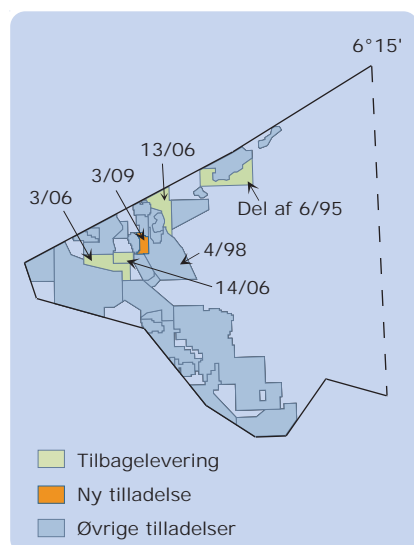 6°15'
13/06
3/09
3/06
Del af 6/95
4/98
14/06
Tilbagelevering
Ny tilladelse
Øvrige tilladelser